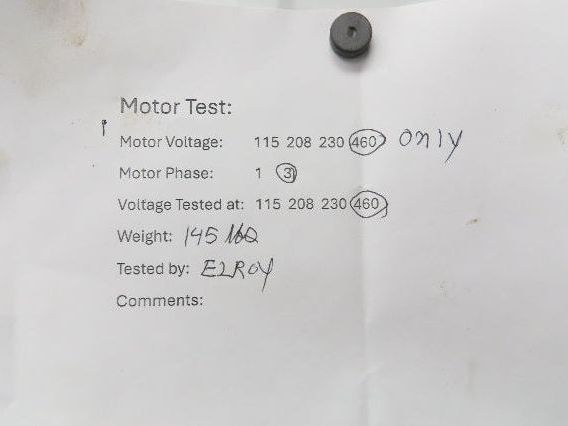 Motor Test:
Motor Voltage: 115 208 230 460 only
Motor Phase: 1 3
Voltage Tested at: 115 208 230 460
Weight: 145 lbs
Tested by: ELROY
Comments: